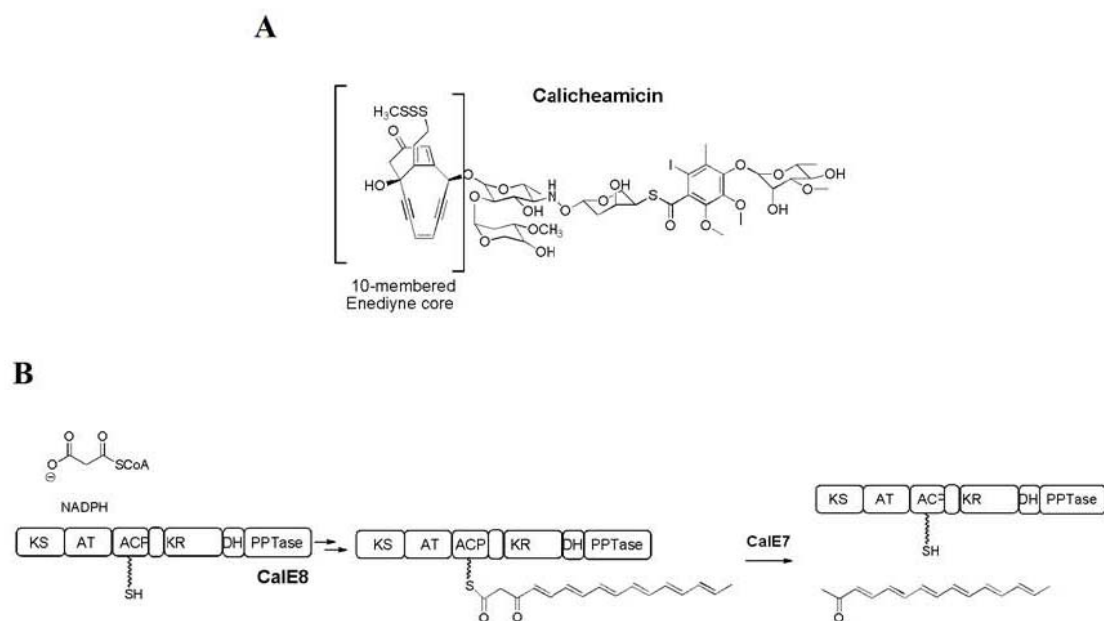 A
Calicheamicin
H₃CSSS
O
HO
O
O
O
OH
H
N
O
O
OH
S
O
I
O
O
O
O
O
OH
O
OH
O
O
OCH₃
OH
10-membered
Enediyne core
B
O O
⊖O SCoA
NADPH
KS AT ACP KR DH PPTase
SH
CalE8
KS AT ACP KR DH PPTase
S
O O
CalE7
KS AT ACP KR DH PPTase
SH
O